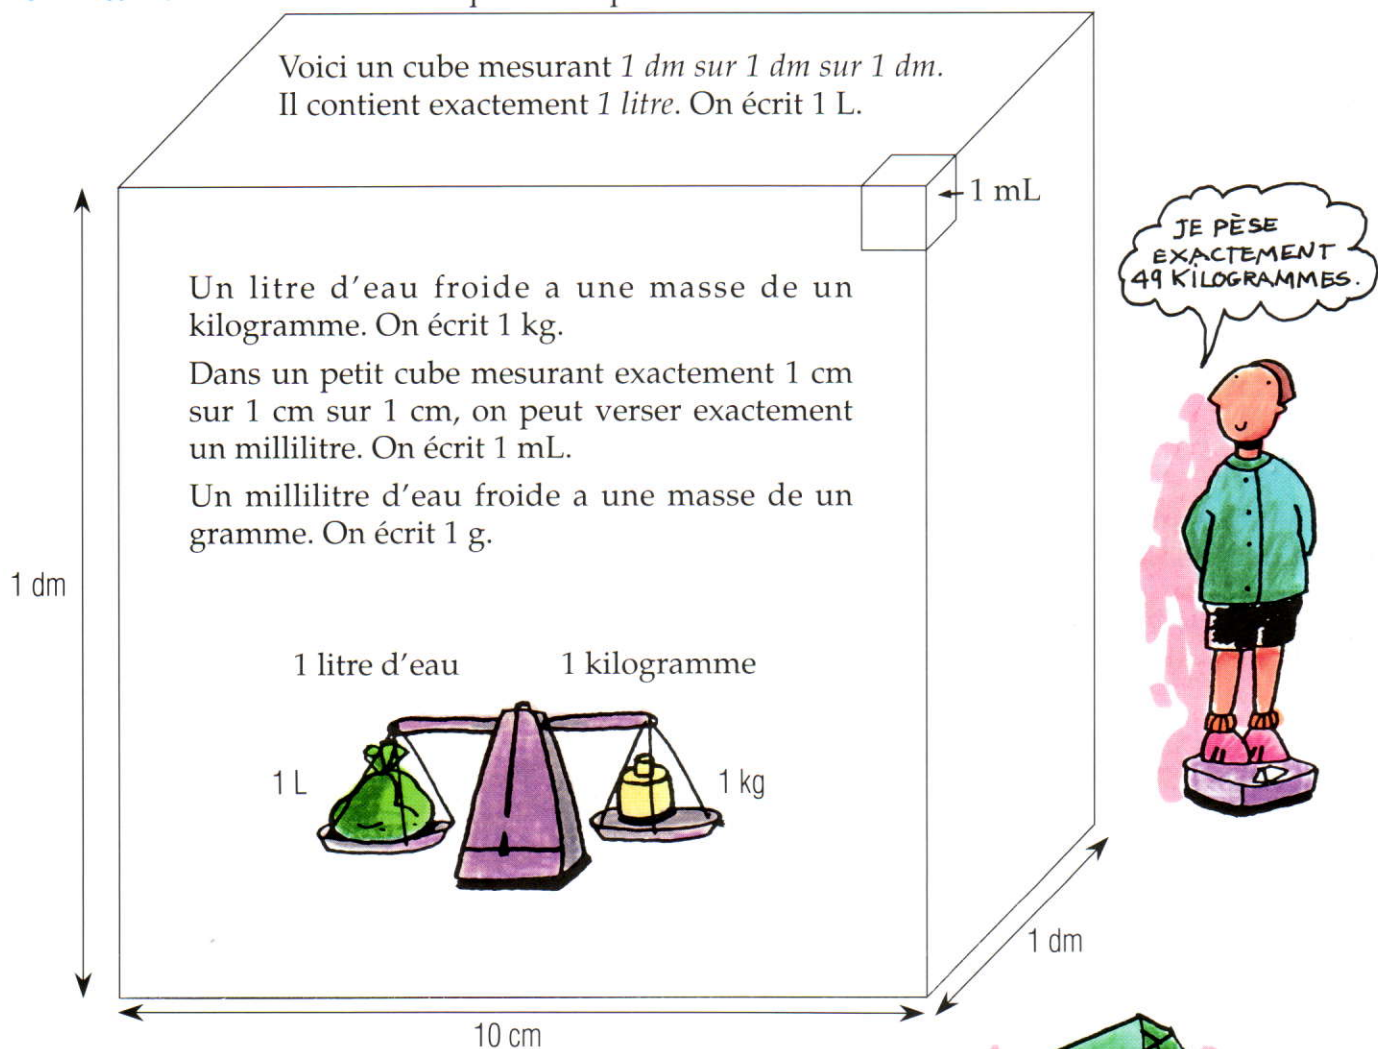 Voici un cube mesurant 1 dm sur 1 dm sur 1 dm.
Il contient exactement 1 litre. On écrit 1 L.
1 mL
JE PÈSE
EXACTEMENT
49 KILOGRAMMES.
Un litre d'eau froide a une masse de un
kilogramme. On écrit 1 kg.
Dans un petit cube mesurant exactement 1 cm
sur 1 cm sur 1 cm, on peut verser exactement
un millilitre. On écrit 1 mL.
Un millilitre d'eau froide a une masse de un
gramme. On écrit 1 g.
1 dm
1 litre d'eau 1 kilogramme
1 L 1 kg
1 dm
10 cm